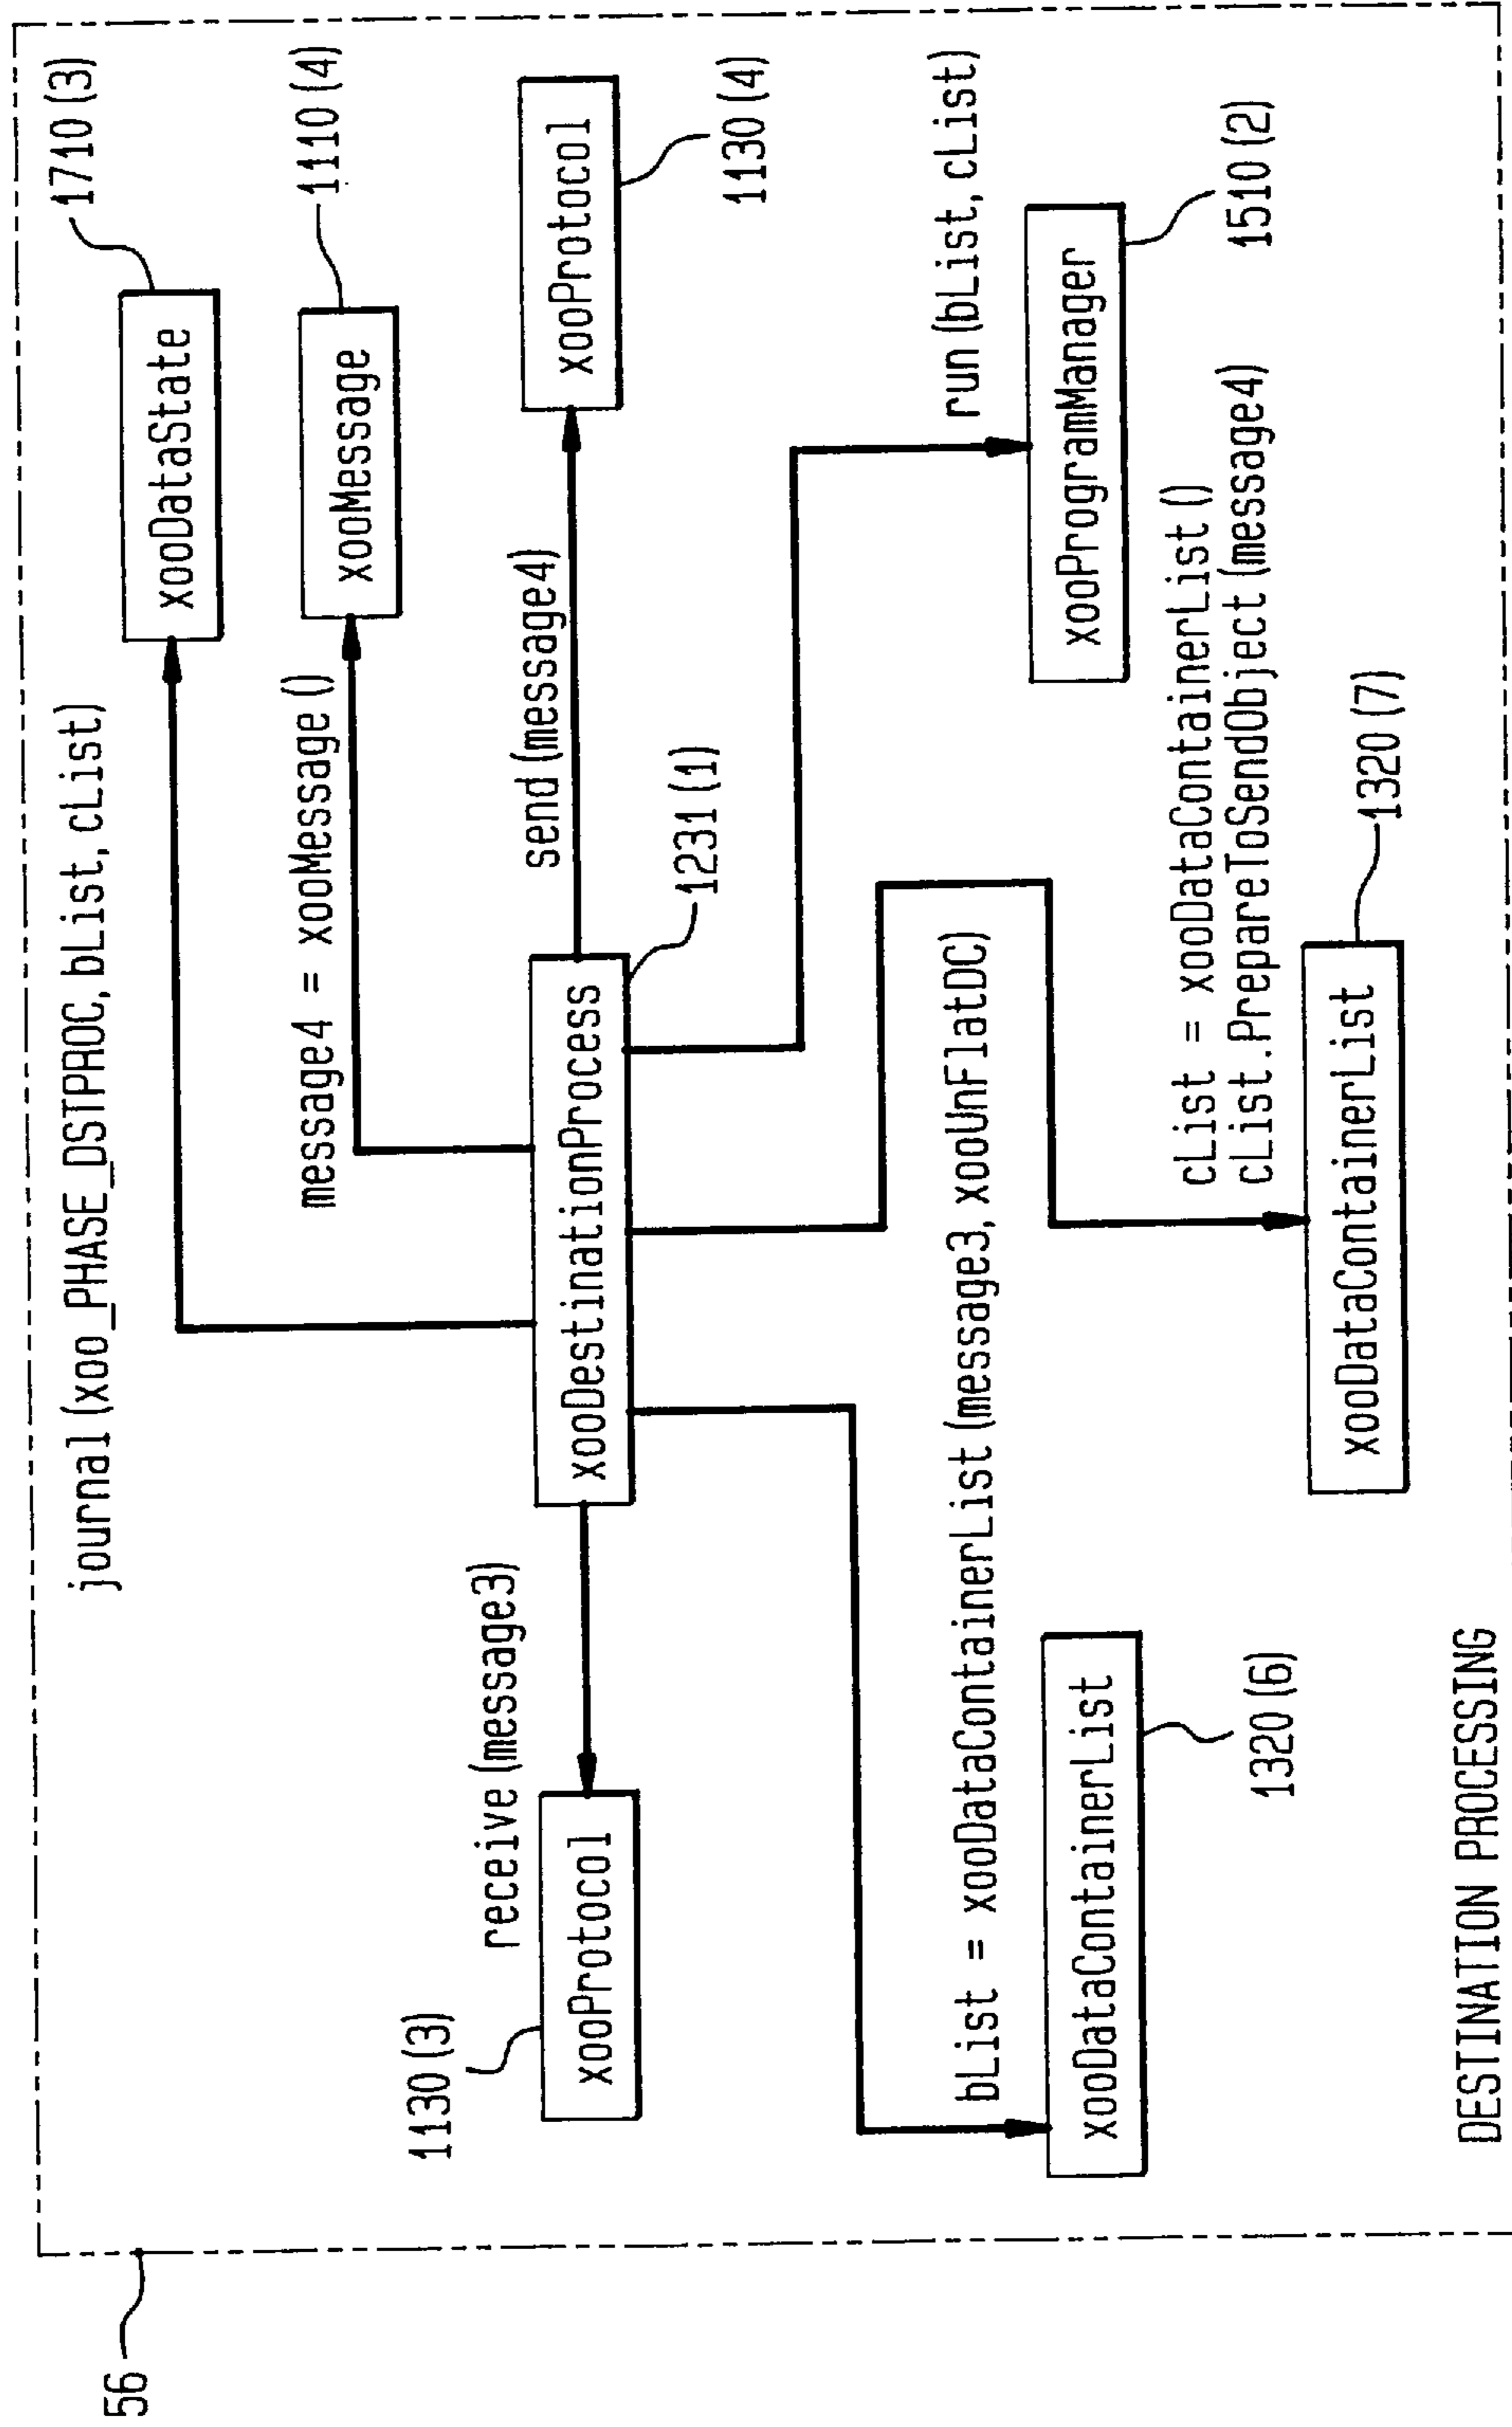 56
journal (xoo_PHASE_DSTPROC, bList, cList)
1710 (3)
xooDataState
message4 = xooMessage ()
1110 (4)
xooMessage
1130 (3)
receive (message3)
xooProtocol
xooDestinationProcess
1231 (1)
send (message4)
xooProtocol
1130 (4)
bList = xooDataContainerList (message3, xooUnFlatDC)
xooDataContainerList
1320 (6)
run (bList, cList)
xooProgramManager
1510 (2)
cList = xooDataContainerList ()
cList.PrepareToSendObject (message4)
xooDataContainerList
1320 (7)
DESTINATION PROCESSING